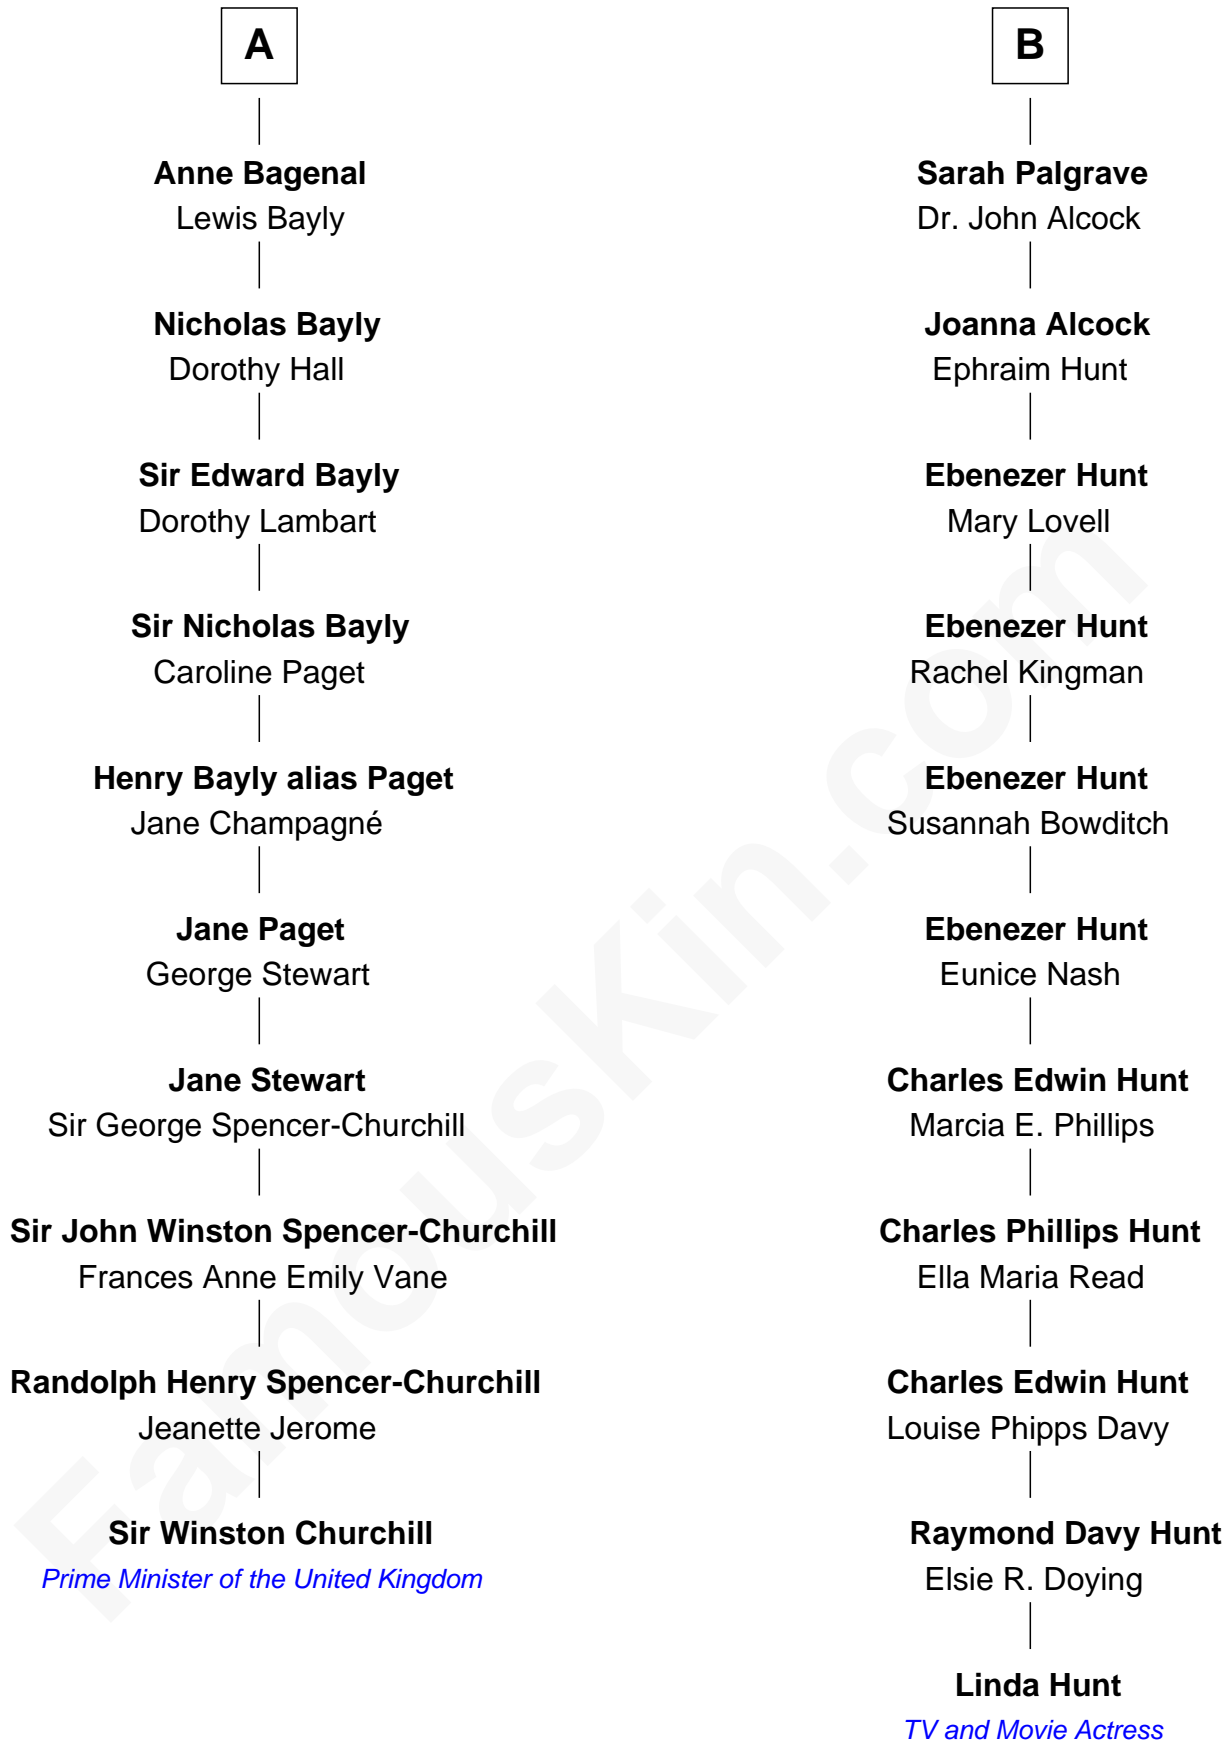 A
Anne Bagenal
Lewis Bayly
Nicholas Bayly
Dorothy Hall
Sir Edward Bayly
Dorothy Lambart
Sir Nicholas Bayly
Caroline Paget
Henry Bayly alias Paget
Jane Champagné
Jane Paget
George Stewart
Jane Stewart
Sir George Spencer-Churchill
Sir John Winston Spencer-Churchill
Frances Anne Emily Vane
Randolph Henry Spencer-Churchill
Jeanette Jerome
Sir Winston Churchill
Prime Minister of the United Kingdom
B
Sarah Palgrave
Dr. John Alcock
Joanna Alcock
Ephraim Hunt
Ebenezer Hunt
Mary Lovell
Ebenezer Hunt
Rachel Kingman
Ebenezer Hunt
Susannah Bowditch
Ebenezer Hunt
Eunice Nash
Charles Edwin Hunt
Marcia E. Phillips
Charles Phillips Hunt
Ella Maria Read
Charles Edwin Hunt
Louise Phipps Davy
Raymond Davy Hunt
Elsie R. Doying
Linda Hunt
TV and Movie Actress
FamousKin.com